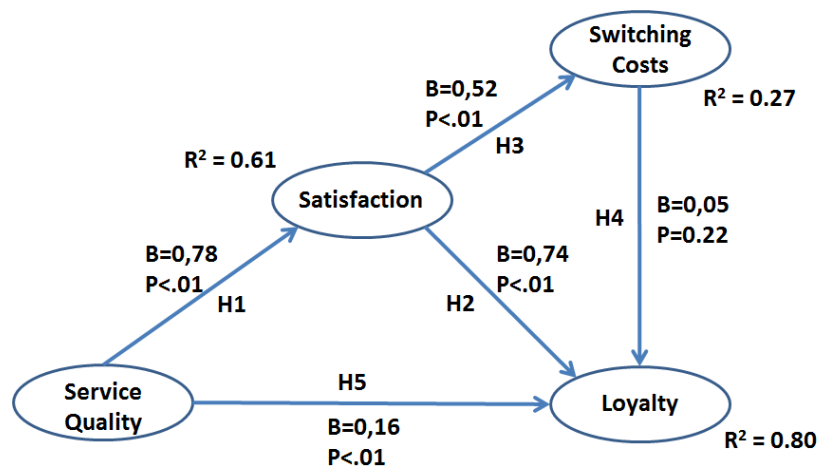 Switching
Costs
R² = 0.27
B=0,52
P<.01
H3
R² = 0.61
Satisfaction
H4
B=0,05
P=0.22
B=0,78
P<.01
H1
B=0,74
P<.01
H2
Service
Quality
H5
B=0,16
P<.01
Loyalty
R² = 0.80